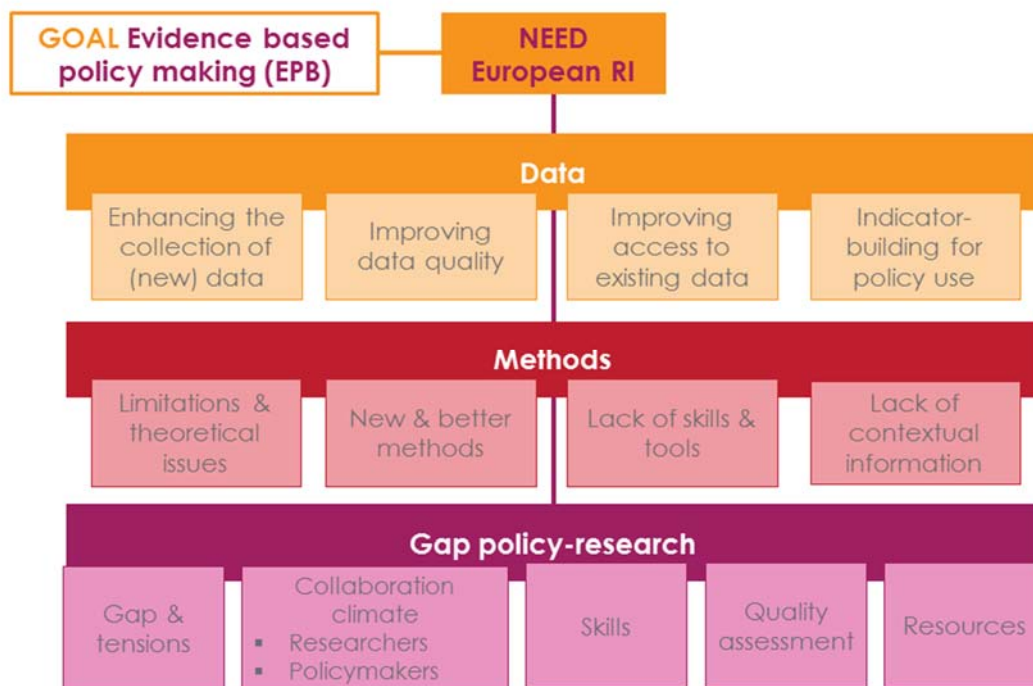 GOAL Evidence based
policy making (EPB)
NEED
European RI
Data
Enhancing the
collection of
(new) data
Improving
data quality
Improving
access to
existing data
Indicator-
building for
policy use
Methods
Limitations &
theoretical
issues
New & better
methods
Lack of skills &
tools
Lack of
contextual
information
Gap policy-research
Gap &
tensions
Collaboration
climate
▪ Researchers
▪ Policymakers
Skills
Quality
assessment
Resources